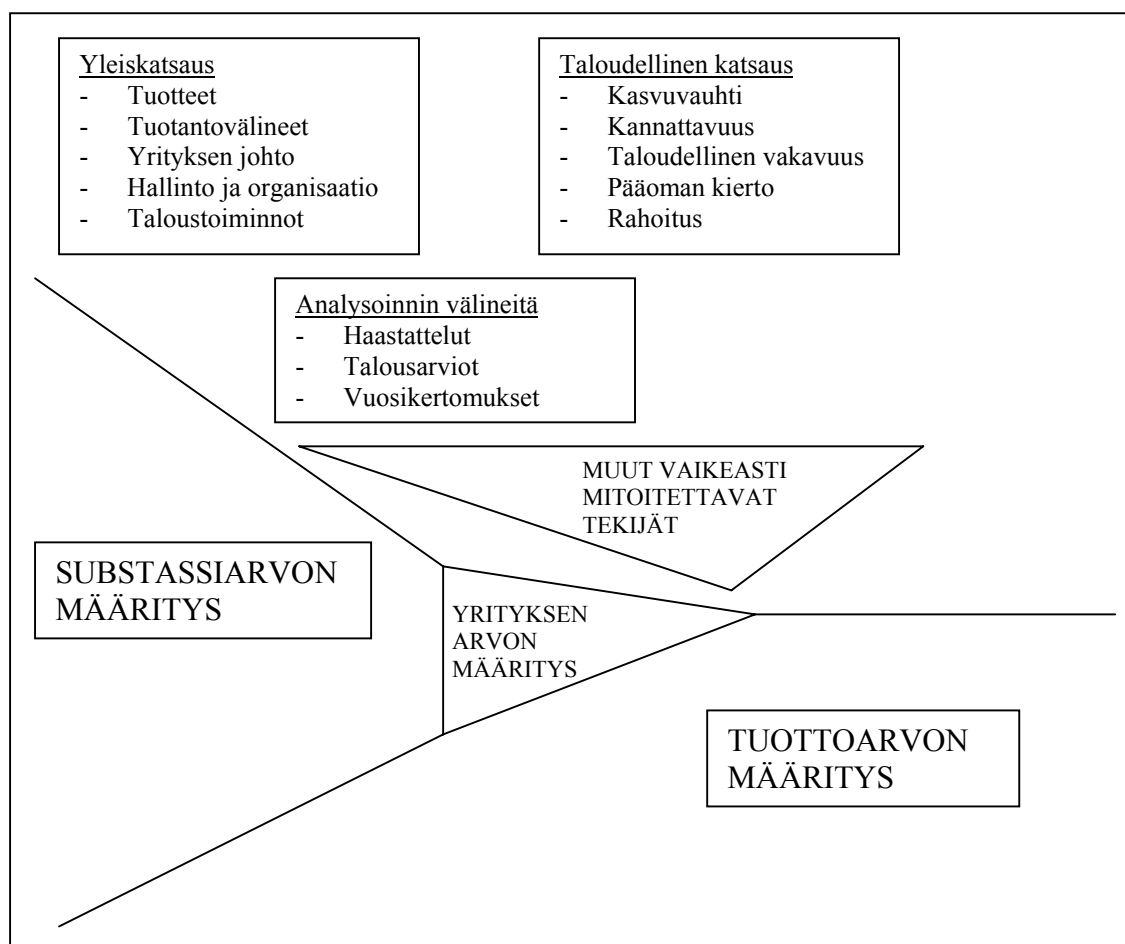 Yleiskatsaus
- Tuotteet
- Tuotantovälineet
- Yrityksen johto
- Hallinto ja organisaatio
- Taloustoiminnot
Taloudellinen katsaus
- Kasvuvauhti
- Kannattavuus
- Taloudellinen vakavuus
- Pääoman kierto
- Rahoitus
Analysoinnin välineitä
- Haastattelut
- Talousarviot
- Vuosikertomukset
MUUT VAIKEASTI
MITOITETTAVAT
TEKIJÄT
SUBSTASSIARVON
MÄÄRITYS
YRITYKSEN
ARVON
MÄÄRITYS
TUOTTOARVON
MÄÄRITYS